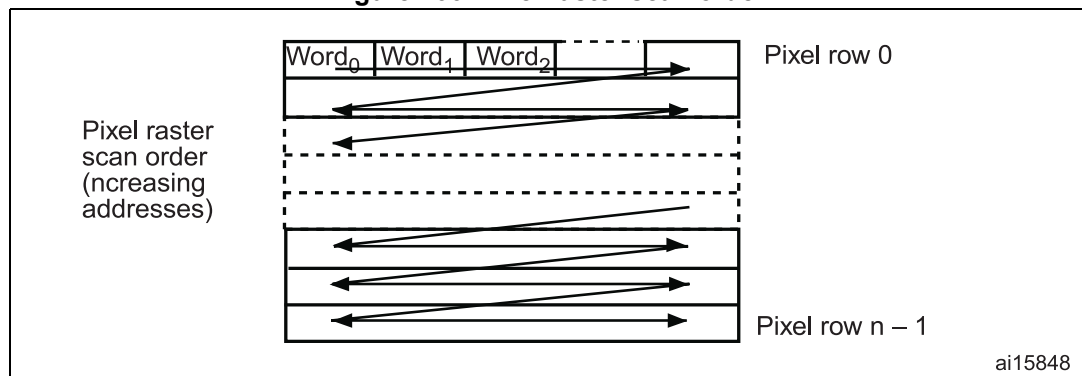 Word0 Word1 Word2
Pixel row 0
Pixel raster
scan order
(ncreasing
addresses)
Pixel row n – 1
ai15848